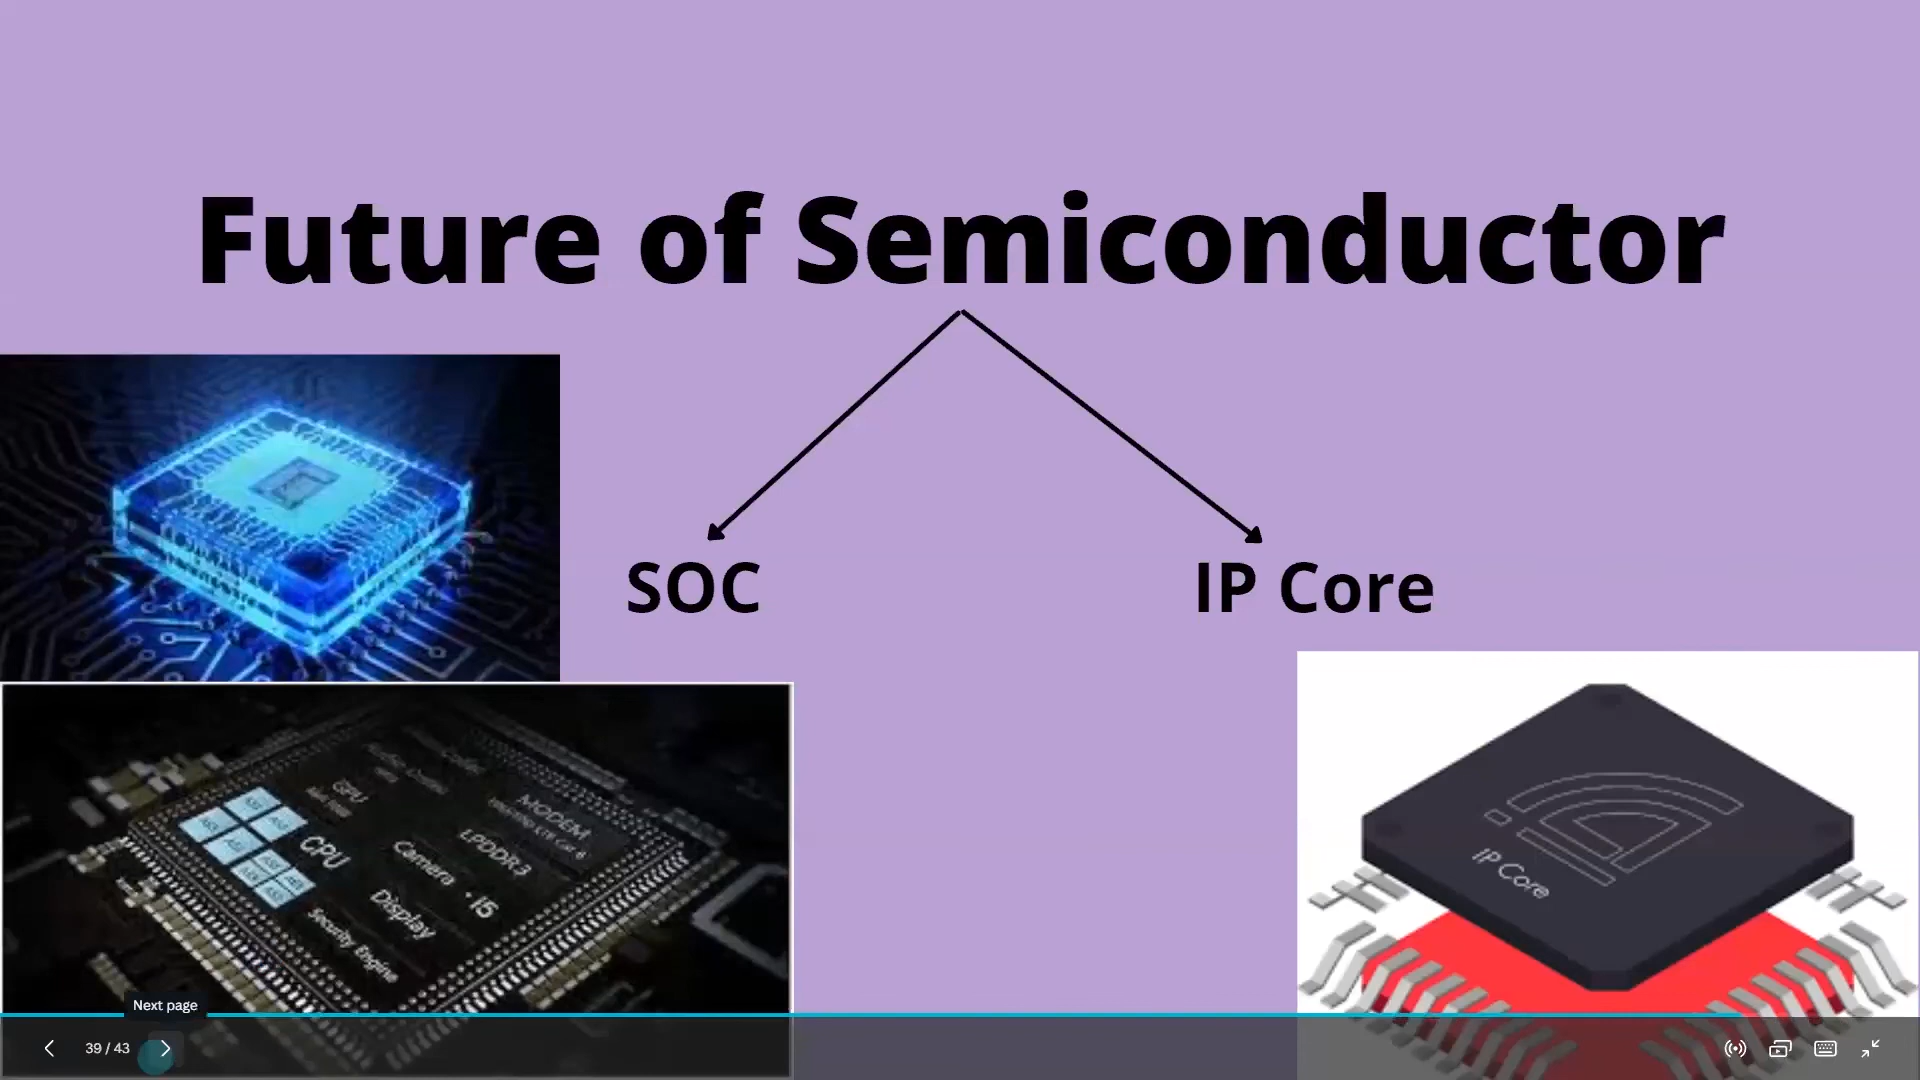 Future of Semiconductor
SOC
IP Core
GPU
MODEM
CPU
LPDDR3
Camera
i5
Display
Security Engine
IP Core
Next page
39 / 43